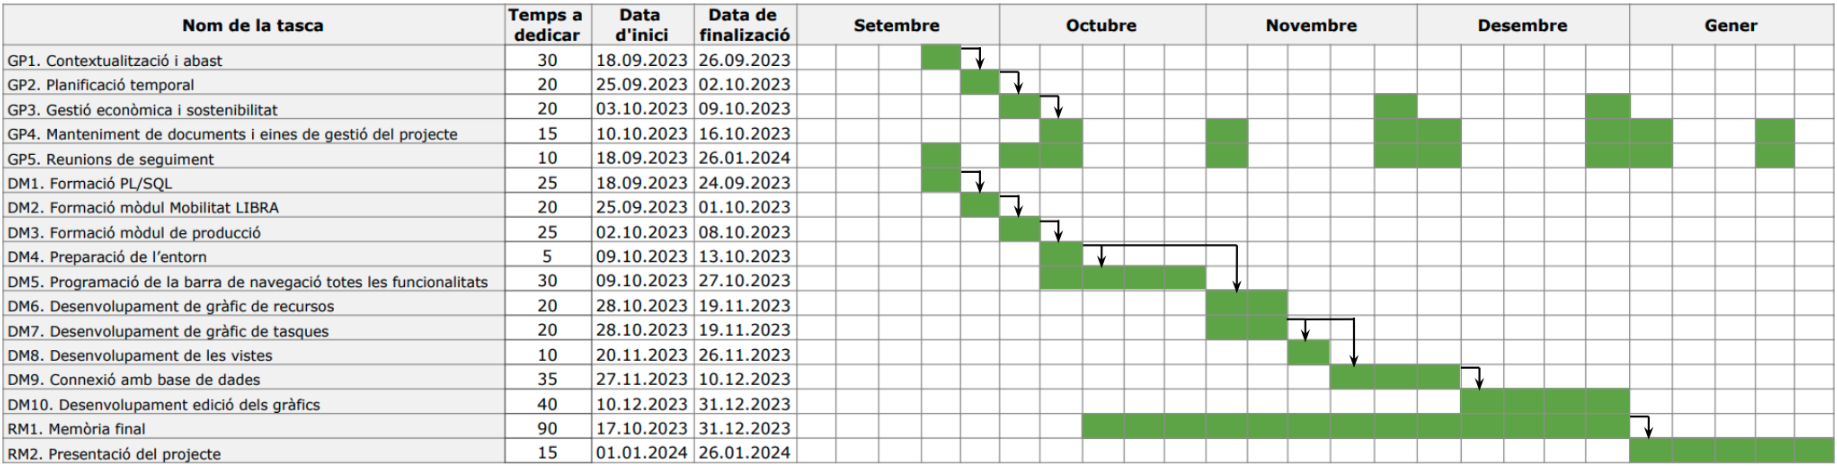 Nom de la tasca Temps a dedicar Data d'inici Data de finalizació Setembre Octubre Novembre Desembre Gener
GP1. Contextualització i abast 30 18.09.2023 26.09.2023
GP2. Planificació temporal 20 25.09.2023 02.10.2023
GP3. Gestió econòmica i sostenibilitat 20 03.10.2023 09.10.2023
GP4. Manteniment de documents i eines de gestió del projecte 15 10.10.2023 16.10.2023
GP5. Reunions de seguiment 10 18.09.2023 26.01.2024
DM1. Formació PL/SQL 25 18.09.2023 24.09.2023
DM2. Formació mòdul Mobilitat LIBRA 20 25.09.2023 01.10.2023
DM3. Formació mòdul de producció 25 02.10.2023 08.10.2023
DM4. Preparació de l’entorn 5 09.10.2023 13.10.2023
DM5. Programació de la barra de navegació totes les funcionalitats 30 09.10.2023 27.10.2023
DM6. Desenvolupament de gràfic de recursos 20 28.10.2023 19.11.2023
DM7. Desenvolupament de gràfic de tasques 20 28.10.2023 19.11.2023
DM8. Desenvolupament de les vistes 10 20.11.2023 26.11.2023
DM9. Connexió amb base de dades 35 27.11.2023 10.12.2023
DM10. Desenvolupament edició dels gràfics 40 10.12.2023 31.12.2023
RM1. Memòria final 90 17.10.2023 31.12.2023
RM2. Presentació del projecte 15 01.01.2024 26.01.2023